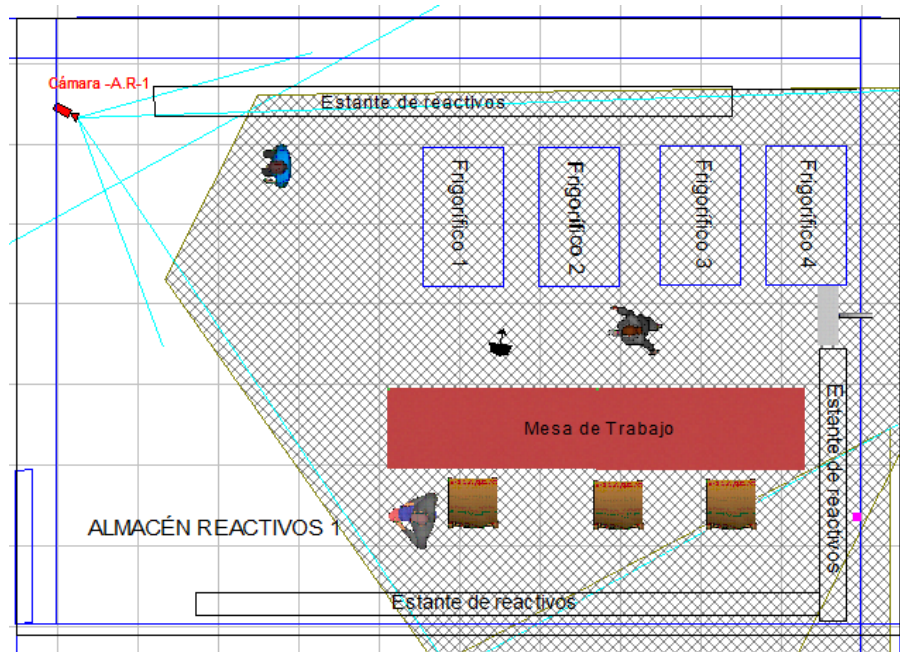 Cámara -A.R-1
Estante de reactivos
Frigorífico 1
Frigorífico 2
Frigorífico 3
Frigorífico 4
Mesa de Trabajo
Estante de reactivos
ALMACÉN REACTIVOS 1
Estante de reactivos